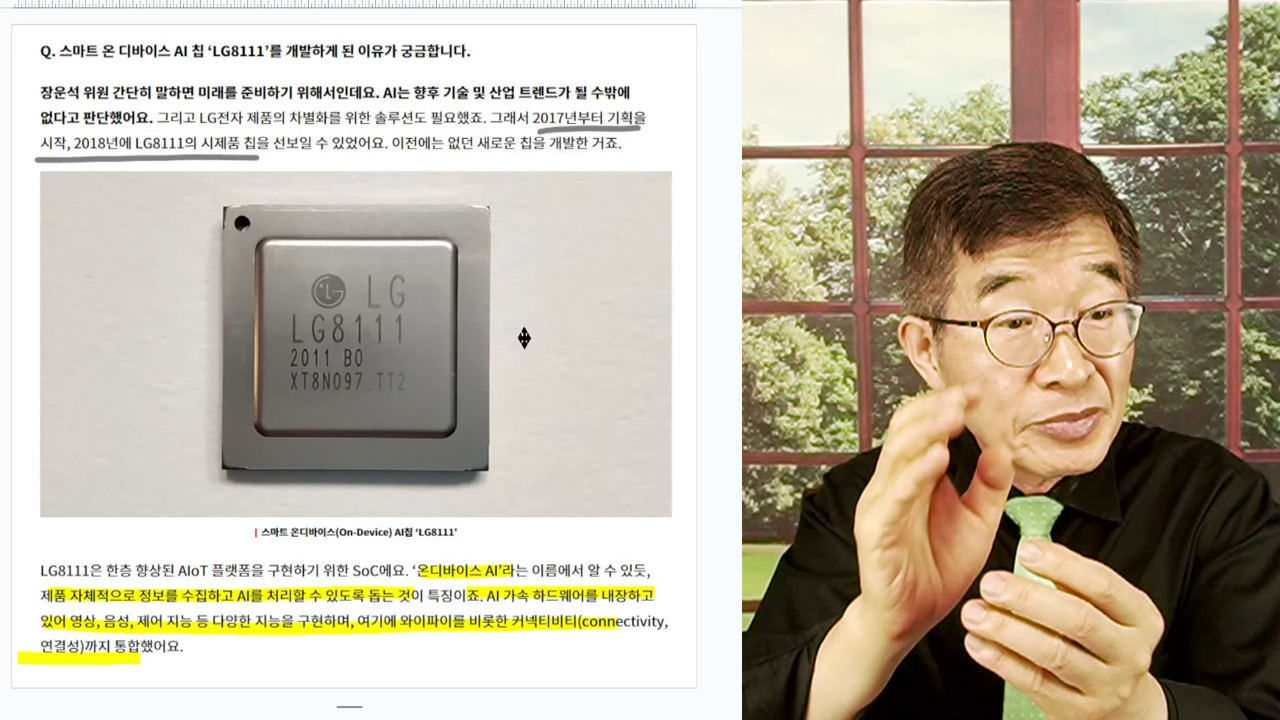 Q. 스마트 온 디바이스 AI 칩 ‘LG8111’를 개발하게 된 이유가 궁금합니다.
장운석 위원 간단히 말하면 미래를 준비하기 위해서인데요. AI는 향후 기술 및 산업 트렌드가 될 수밖에
없다고 판단했어요. 그리고 LG전자 제품의 차별화를 위한 솔루션도 필요했죠. 그래서 2017년부터 기획을
시작, 2018년에 LG8111의 시제품 칩을 선보일 수 있었어요. 이전에는 없던 새로운 칩을 개발한 거죠.
LG
LG8111
2011 B0
XT8N097.TT2
| 스마트 온디바이스(On-Device) AI칩 ‘LG8111’
LG8111은 한층 향상된 AIoT 플랫폼을 구현하기 위한 SoC에요. ‘온디바이스 AI’라는 이름에서 알 수 있듯,
제품 자체적으로 정보를 수집하고 AI를 처리할 수 있도록 돕는 것이 특징이죠. AI 가속 하드웨어를 내장하고
있어 영상, 음성, 제어 지능 등 다양한 지능을 구현하며, 여기에 와이파이를 비롯한 커넥티비티(connectivity,
연결성)까지 통합했어요.